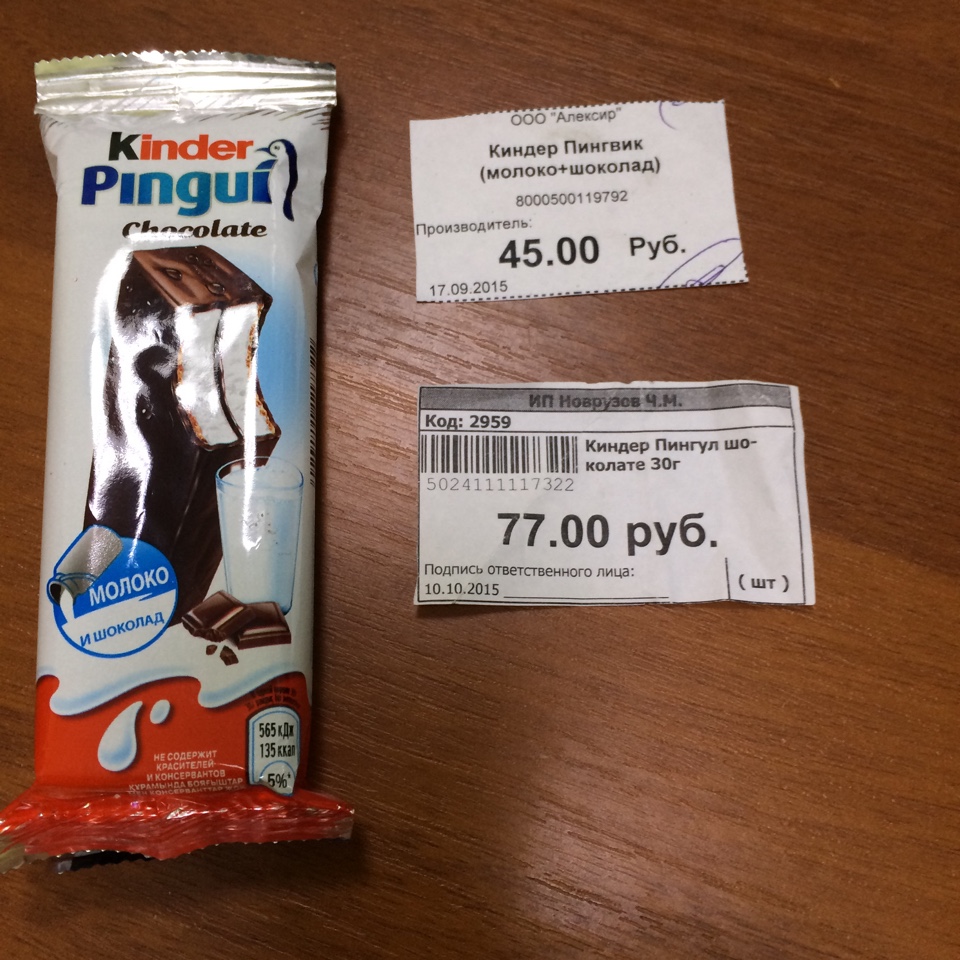 Kinder
Pingui
Chocolate
МОЛОКО
И ШОКОЛАД
565 кДж
135 ккал
5%*
НЕ СОДЕРЖИТ
КРАСИТЕЛЕЙ
И КОНСЕРВАНТОВ
ҚҰРАМЫНДА БОЯҒЫШТАР
ООО "Алексир"
Киндер Пингвик
(молоко+шоколад)
8000500119792
Производитель:
45.00 Руб.
17.09.2015
ИП Новрузов Ч.М.
Код: 2959
Киндер Пингул шо-
колате 30г
5024111117322
77.00 руб.
Подпись ответственного лица:
10.10.2015
( шт )